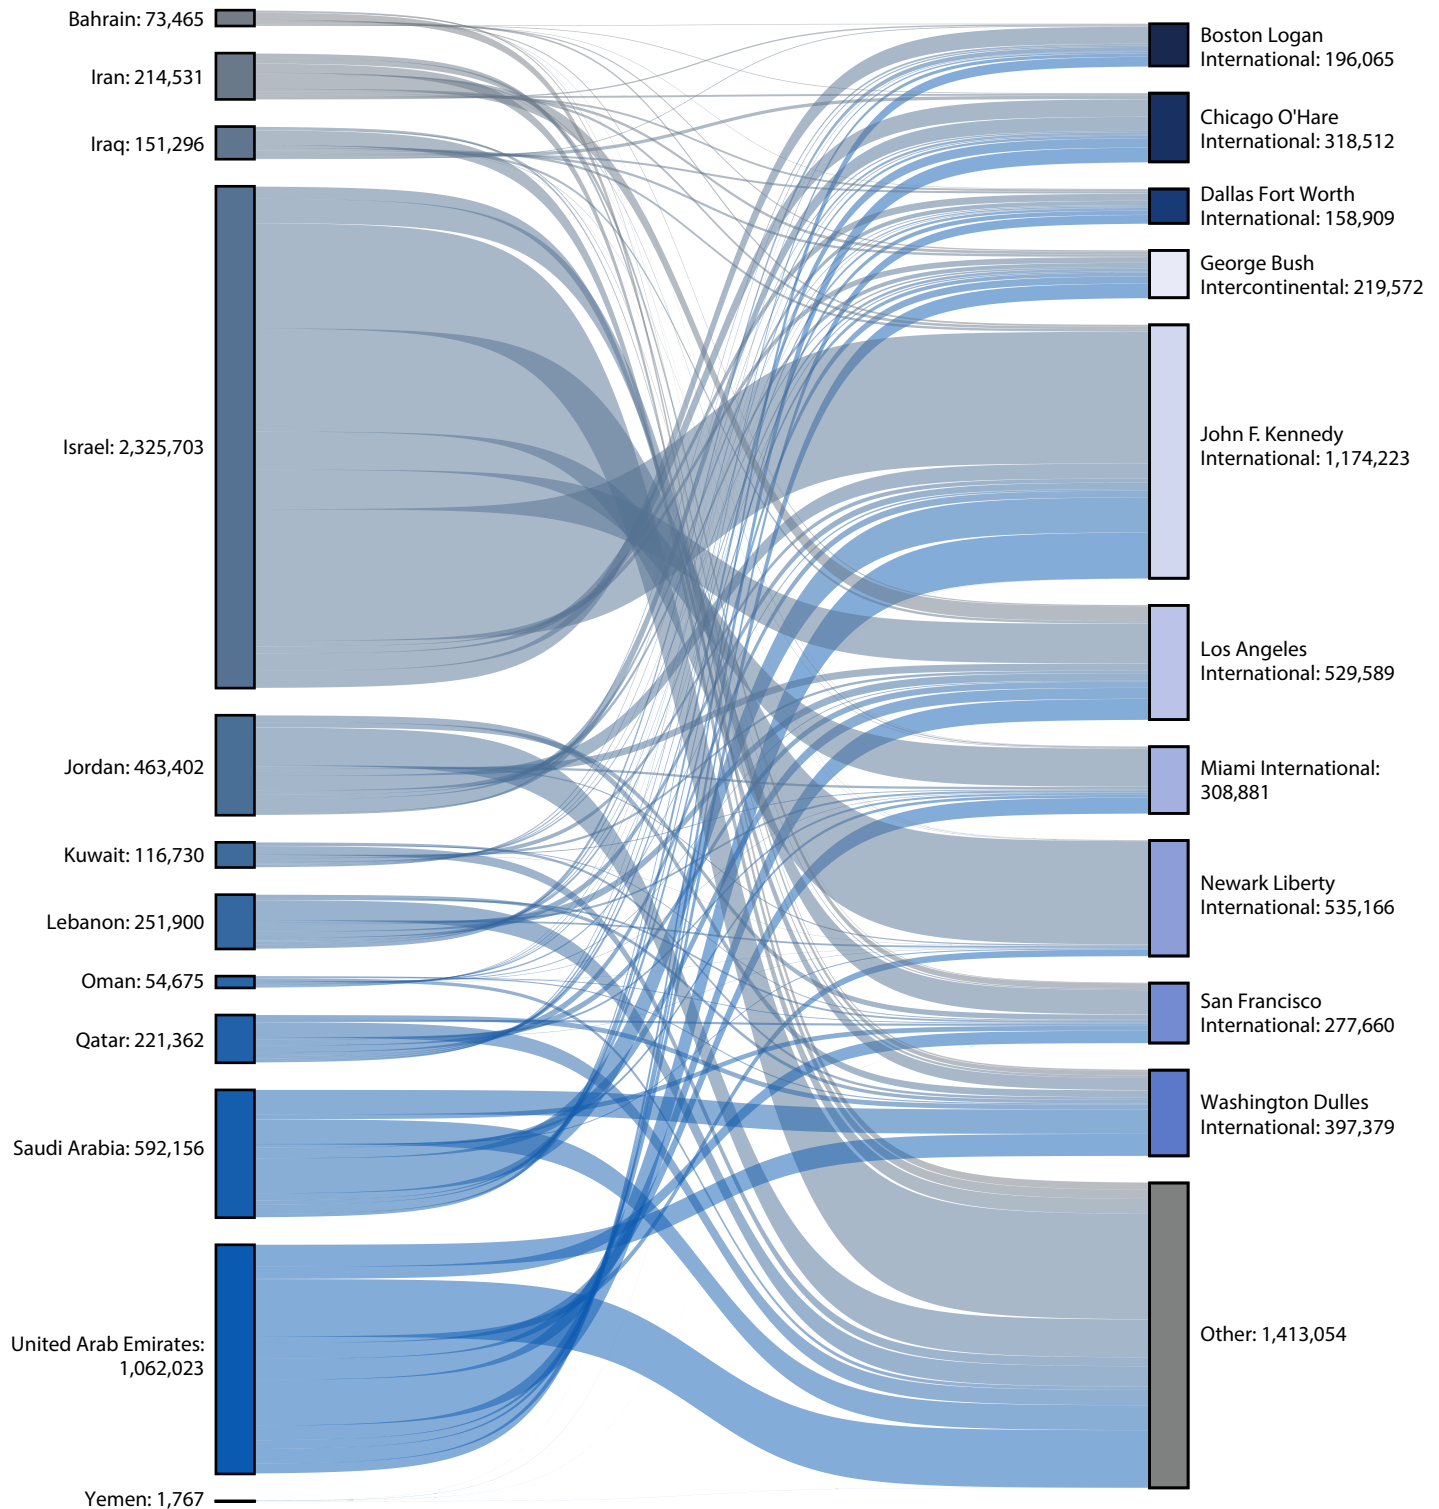 Bahrain: 73,465
Iran: 214,531
Iraq: 151,296
Israel: 2,325,703
Jordan: 463,402
Kuwait: 116,730
Lebanon: 251,900
Oman: 54,675
Qatar: 221,362
Saudi Arabia: 592,156
United Arab Emirates:
1,062,023
Yemen: 1,767
Boston Logan
International: 196,065
Chicago O'Hare
International: 318,512
Dallas Fort Worth
International: 158,909
George Bush
Intercontinental: 219,572
John F. Kennedy
International: 1,174,223
Los Angeles
International: 529,589
Miami International:
308,881
Newark Liberty
International: 535,166
San Francisco
International: 277,660
Washington Dulles
International: 397,379
Other: 1,413,054